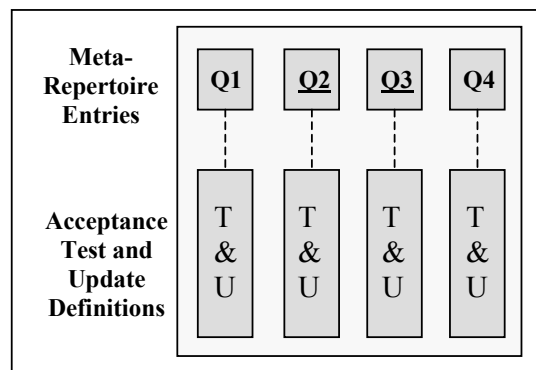 Meta-
Repertoire
Entries
Q1 Q2 Q3 Q4
Acceptance
Test and
Update
Definitions
T T T T
& & & &
U U U U